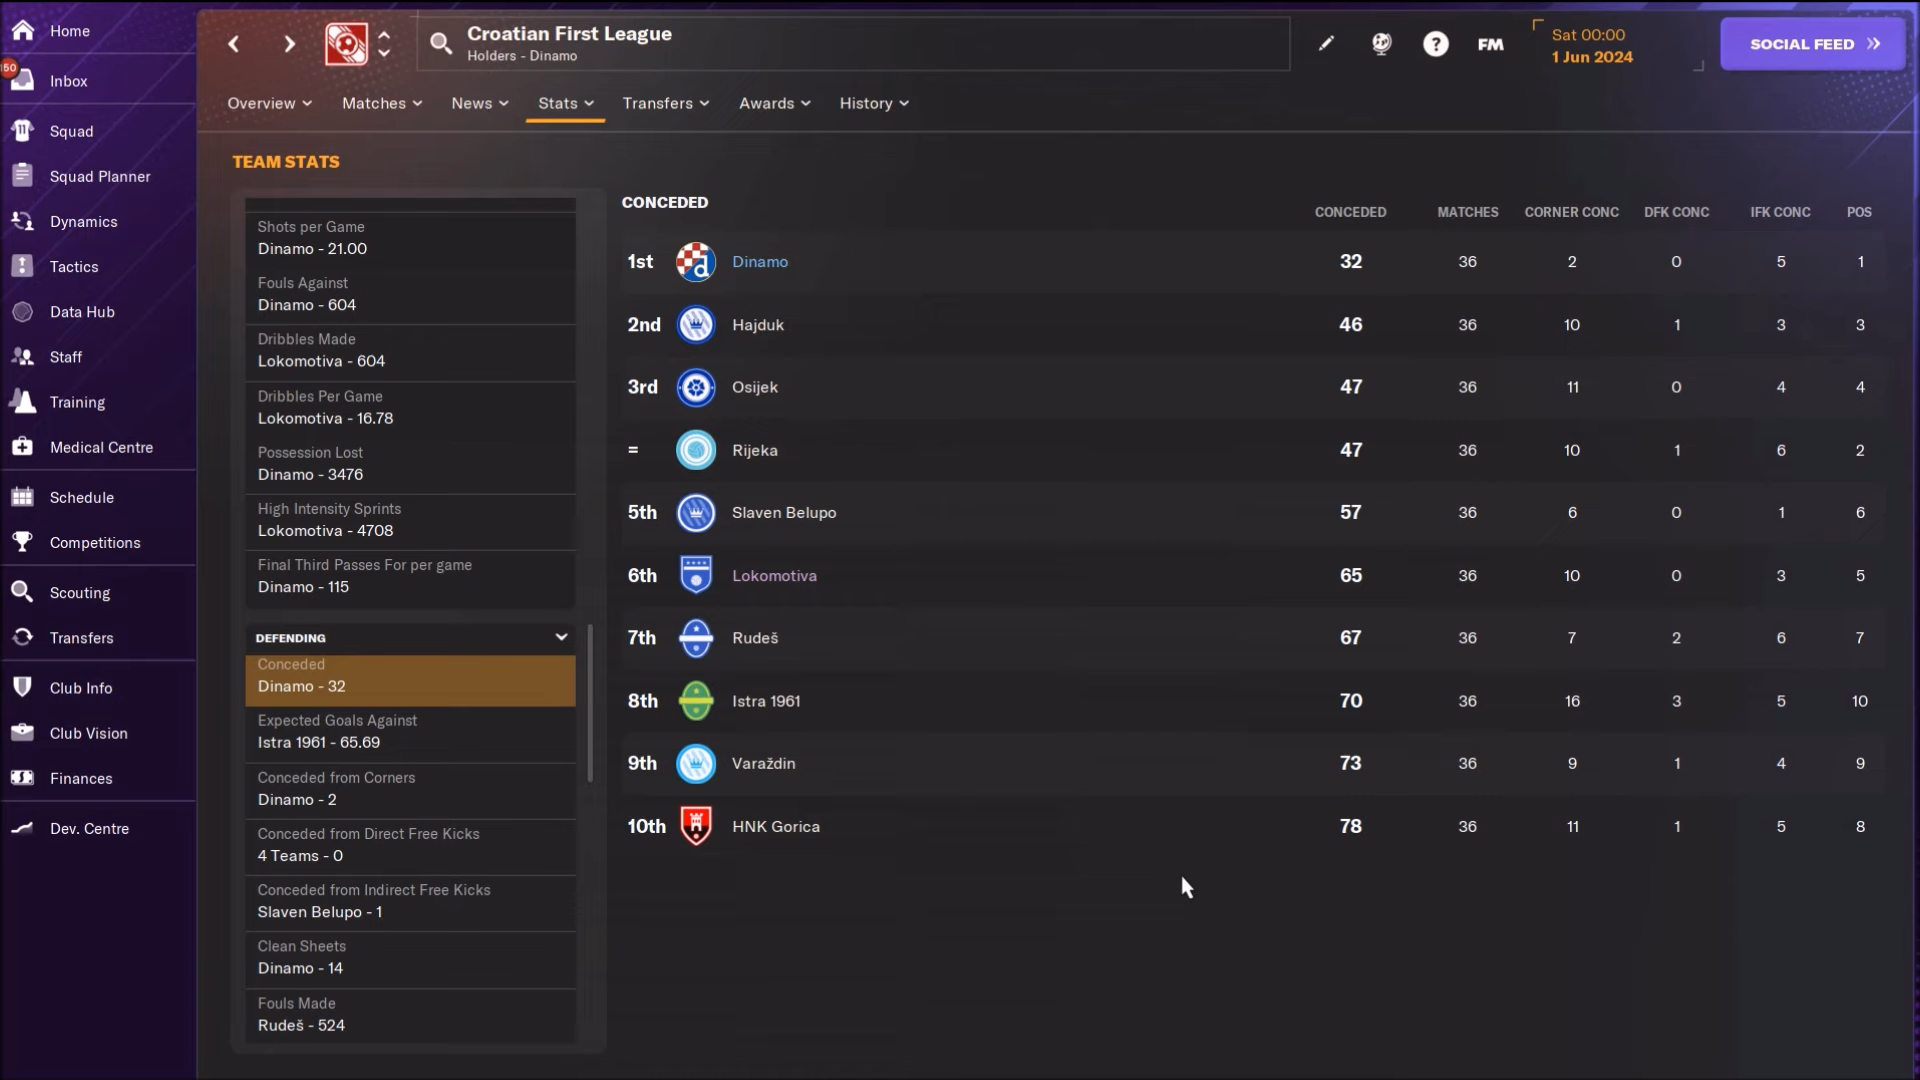 Home
150
Inbox
Squad
Squad Planner
Dynamics
Tactics
Data Hub
Staff
Training
Medical Centre
Schedule
Competitions
Scouting
Transfers
Club Info
Club Vision
Finances
Dev. Centre
Croatian First League
Holders - Dinamo
?
FM
Sat 00:00
1 Jun 2024
SOCIAL FEED
Overview Matches News Stats Transfers Awards History
TEAM STATS
Shots per Game
Dinamo - 21.00
Fouls Against
Dinamo - 604
Dribbles Made
Lokomotiva - 604
Dribbles Per Game
Lokomotiva - 16.78
Possession Lost
Dinamo - 3476
High Intensity Sprints
Lokomotiva - 4708
Final Third Passes For per game
Dinamo - 115
DEFENDING
Conceded
Dinamo - 32
Expected Goals Against
Istra 1961 - 65.69
Conceded from Corners
Dinamo - 2
Conceded from Direct Free Kicks
4 Teams - 0
Conceded from Indirect Free Kicks
Slaven Belupo - 1
Clean Sheets
Dinamo - 14
Fouls Made
Rudeš - 524
CONCEDED
CONCEDED MATCHES CORNER CONC DFK CONC IFK CONC POS
1st Dinamo 32 36 2 0 5 1
2nd Hajduk 46 36 10 1 3 3
3rd Osijek 47 36 11 0 4 4
= Rijeka 47 36 10 1 6 2
5th Slaven Belupo 57 36 6 0 1 6
6th Lokomotiva 65 36 10 0 3 5
7th Rudeš 67 36 7 2 6 7
8th Istra 1961 70 36 16 3 5 10
9th Varaždin 73 36 9 1 4 9
10th HNK Gorica 78 36 11 1 5 8